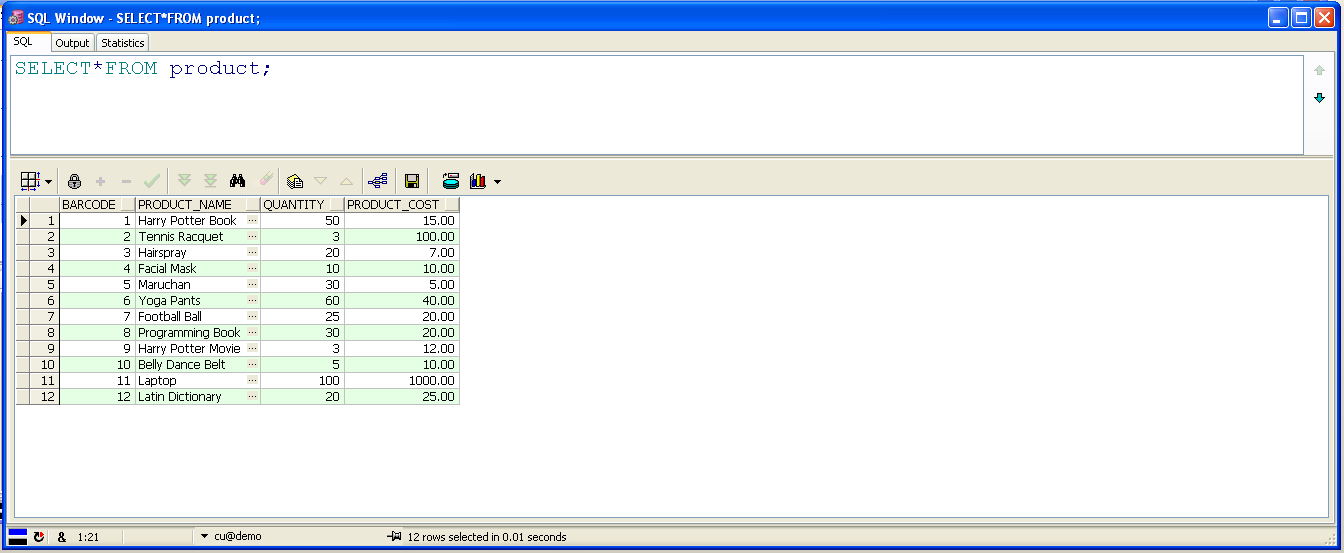 SQL Window - SELECT*FROM product;
SQL Output Statistics
SELECT*FROM product;
BARCODE PRODUCT_NAME QUANTITY PRODUCT_COST
1 1 Harry Potter Book ... 50 15.00
2 2 Tennis Racquet ... 3 100.00
3 3 Hairspray ... 20 7.00
4 4 Facial Mask ... 10 10.00
5 5 Maruchan ... 30 5.00
6 6 Yoga Pants ... 60 40.00
7 7 Football Ball ... 25 20.00
8 8 Programming Book ... 30 20.00
9 9 Harry Potter Movie ... 3 12.00
10 10 Belly Dance Belt ... 5 10.00
11 11 Laptop ... 100 1000.00
12 12 Latin Dictionary ... 20 25.00
& 1:21 cu@demo 12 rows selected in 0.01 seconds